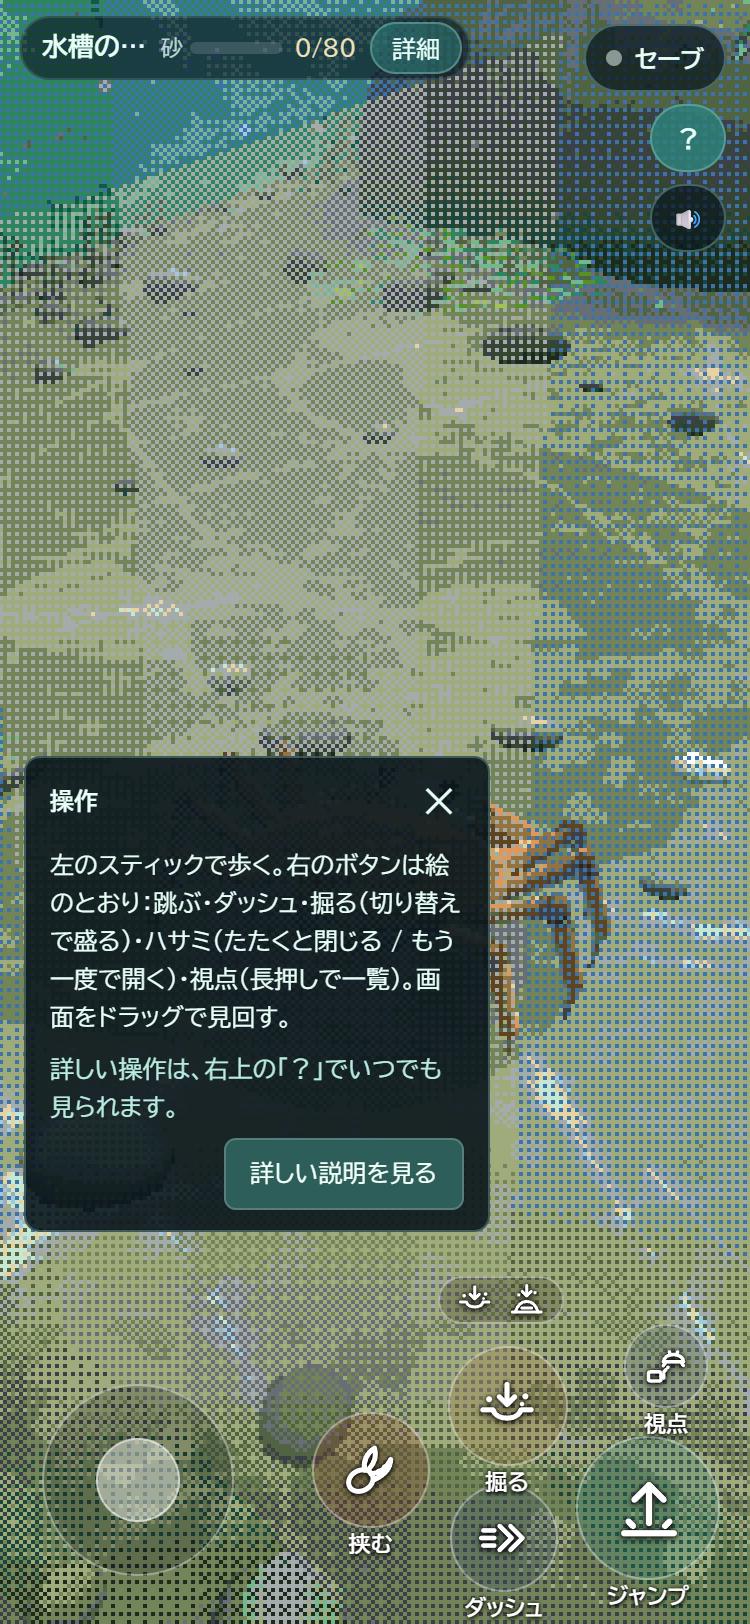 水槽の… 砂 0/80 詳細
セーブ
?
操作
左のスティックで歩く。右のボタンは絵
のとおり:跳ぶ・ダッシュ・掘る(切り替え
で盛る)・ハサミ(たたくと閉じる / もう
一度で開く)・視点(長押しで一覧)。画
面をドラッグで見回す。
詳しい操作は、右上の「?」でいつでも
見られます。
詳しい説明を見る
視点
掘る
挟む
ジャンプ
ダッシュ